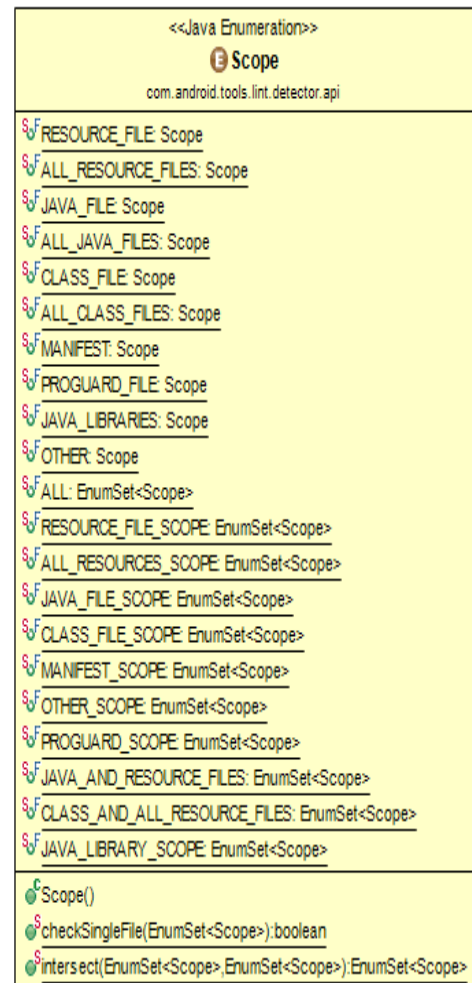 <<Java Enumeration>>
E Scope
com.android.tools.lint.detector.api
S F RESOURCE_FILE: Scope
S F ALL_RESOURCE_FILES: Scope
S F JAVA_FILE: Scope
S F ALL_JAVA_FILES: Scope
S F CLASS_FILE: Scope
S F ALL_CLASS_FILES: Scope
S F MANIFEST: Scope
S F PROGUARD_FILE: Scope
S F JAVA_LIBRARIES: Scope
S F OTHER: Scope
S F ALL: EnumSet<Scope>
S F RESOURCE_FILE_SCOPE: EnumSet<Scope>
S F ALL_RESOURCES_SCOPE: EnumSet<Scope>
S F JAVA_FILE_SCOPE: EnumSet<Scope>
S F CLASS_FILE_SCOPE: EnumSet<Scope>
S F MANIFEST_SCOPE: EnumSet<Scope>
S F OTHER_SCOPE: EnumSet<Scope>
S F PROGUARD_SCOPE: EnumSet<Scope>
S F JAVA_AND_RESOURCE_FILES: EnumSet<Scope>
S F CLASS_AND_ALL_RESOURCE_FILES: EnumSet<Scope>
S F JAVA_LIBRARY_SCOPE: EnumSet<Scope>
C Scope()
S checkSingleFile(EnumSet<Scope>):boolean
S intersect(EnumSet<Scope>,EnumSet<Scope>):EnumSet<Scope>